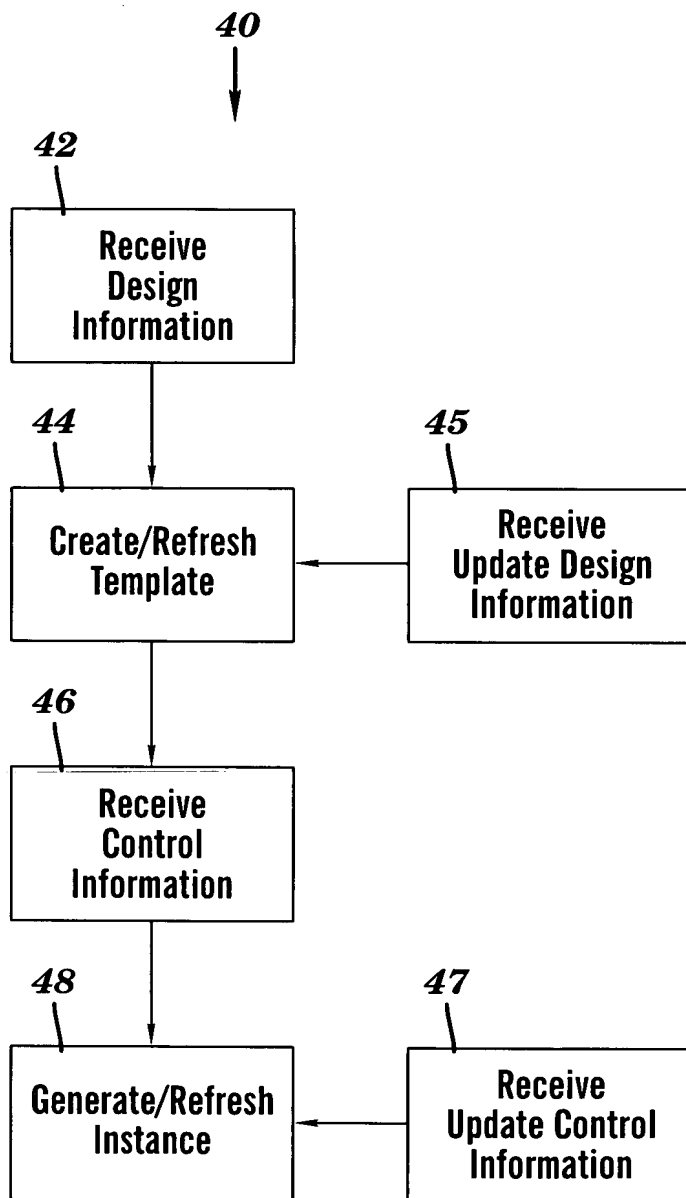 40
42
Receive
Design
Information
44
Create/Refresh
Template
45
Receive
Update Design
Information
46
Receive
Control
Information
48
Generate/Refresh
Instance
47
Receive
Update Control
Information